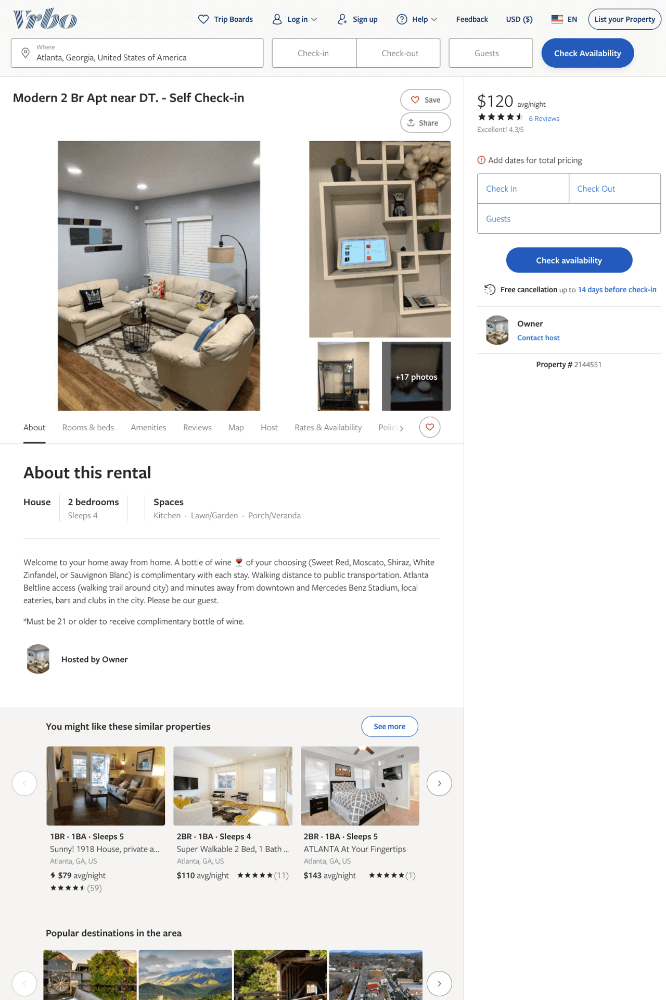 Vrbo
Trip Boards
Log in
Sign up
Help
Feedback
USD ($)
EN
List your Property
Where
Atlanta, Georgia, United States of America
Check-in
Check-out
Guests
Check Availability
Modern 2 Br Apt near DT. - Self Check-in
Save
Share
+17 photos
$120 avg/night
6 Reviews
Excellent! 4.3/5
Add dates for total pricing
Check In
Check Out
Guests
Check availability
Free cancellation up to 14 days before check-in
Owner
Contact host
Property # 2144551
About
Rooms & beds
Amenities
Reviews
Map
Host
Rates & Availability
Polici
About this rental
House
2 bedrooms
Sleeps 4
Spaces
Kitchen · Lawn/Garden · Porch/Veranda
Welcome to your home away from home. A bottle of wine 🍷 of your choosing (Sweet Red, Moscato, Shiraz, White
Zinfandel, or Sauvignon Blanc) is complimentary with each stay. Walking distance to public transportation. Atlanta
Beltline access (walking trail around city) and minutes away from downtown and Mercedes Benz Stadium, local
eateries, bars and clubs in the city. Please be our guest.
*Must be 21 or older to receive complimentary bottle of wine.
Hosted by Owner
You might like these similar properties
See more
1BR · 1BA · Sleeps 5
Sunny! 1918 House, private a...
Atlanta, GA, US
$79 avg/night
(59)
2BR · 1BA · Sleeps 4
Super Walkable 2 Bed, 1 Bath ...
Atlanta, GA, US
$110 avg/night
(11)
2BR · 1BA · Sleeps 5
ATLANTA At Your Fingertips
Atlanta, GA, US
$143 avg/night
(1)
Popular destinations in the area